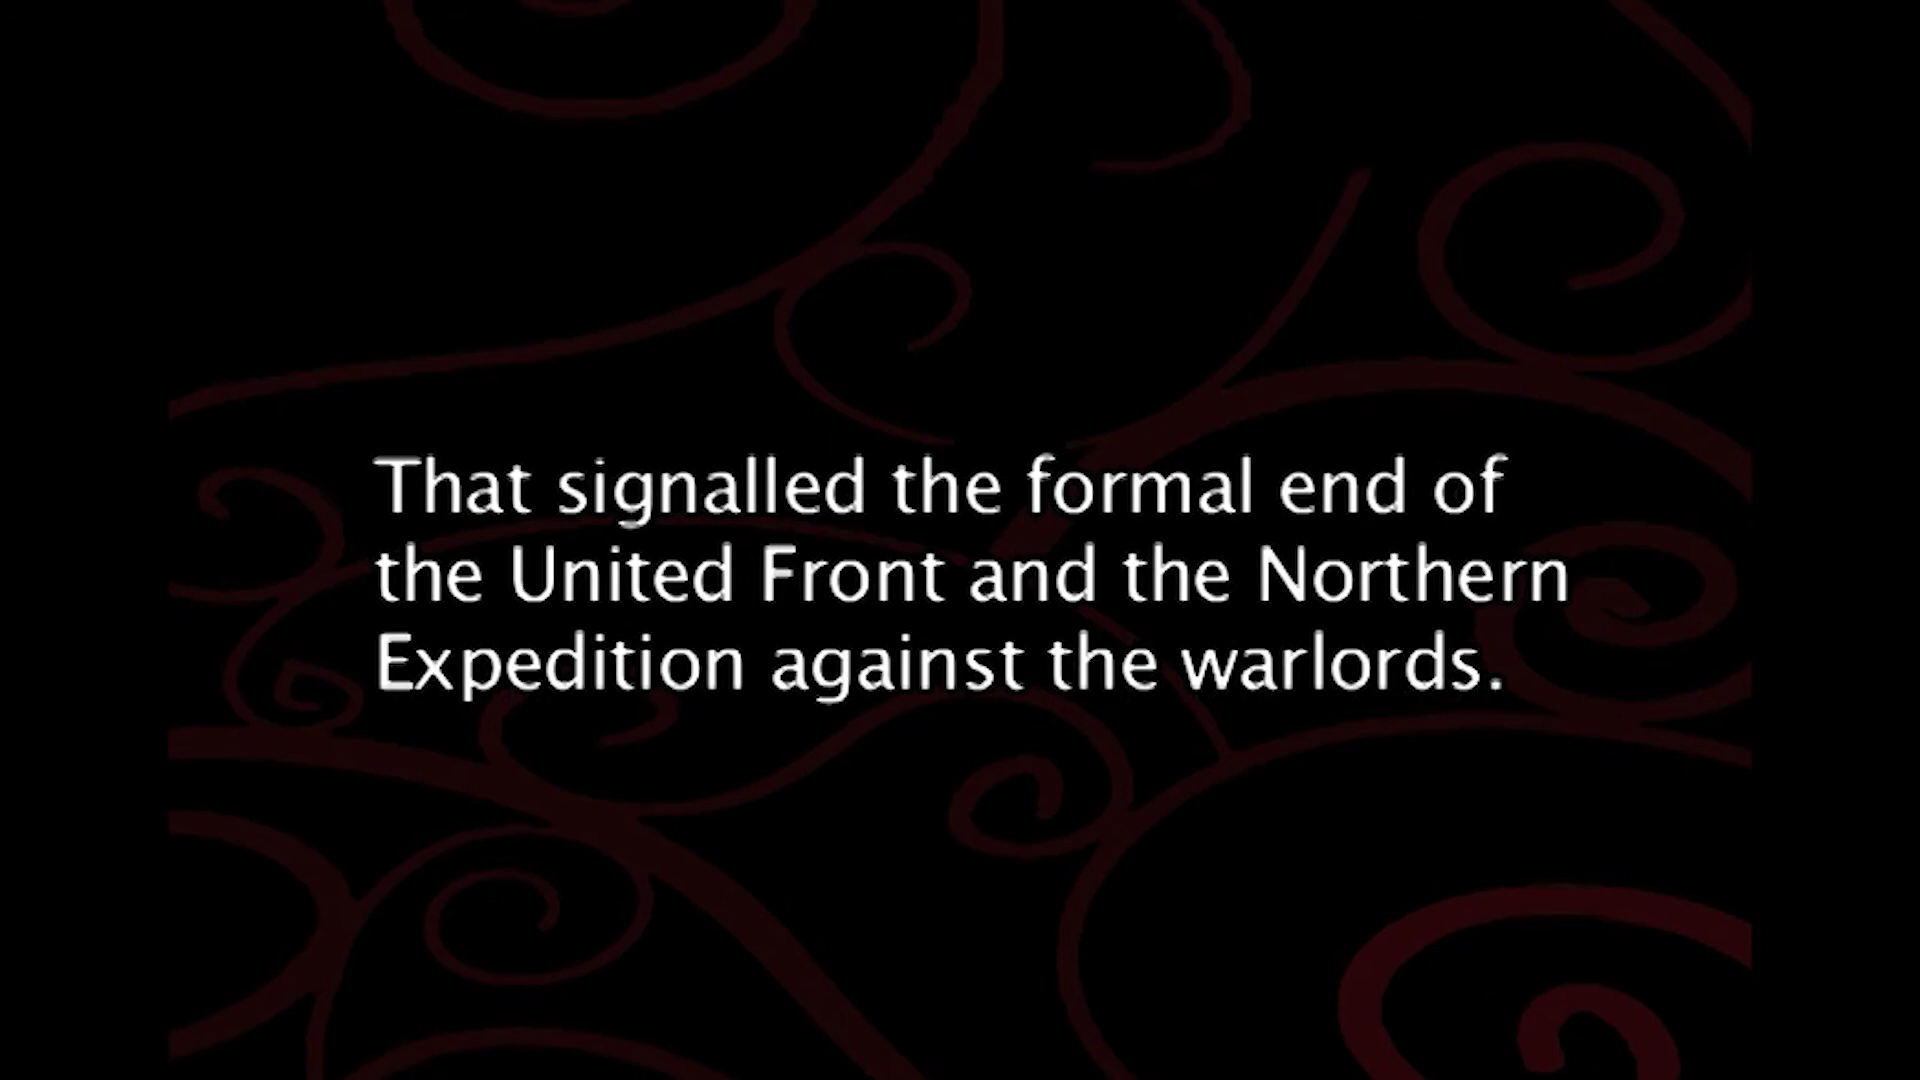 That signalled the formal end of
the United Front and the Northern
Expedition against the warlords.